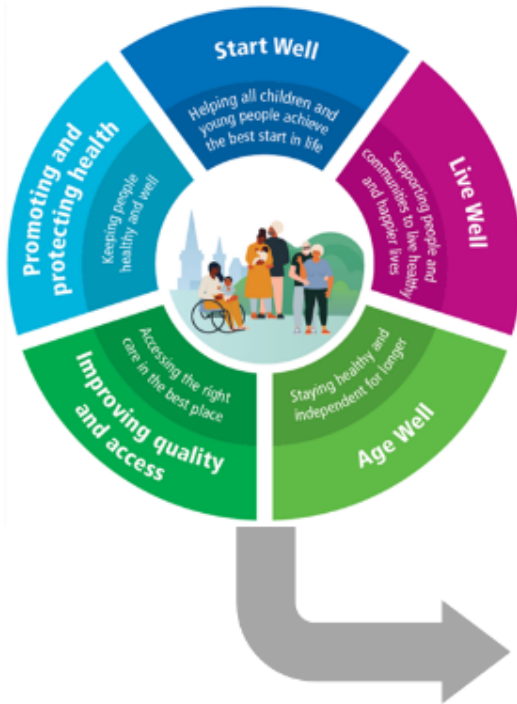 Start Well
Helping all children and
young people achieve
the best start in life
Live Well
Supporting people and
communities to live healthy
and happier lives
Age Well
Staying healthy and
independent for longer
Improving quality
and access
Accessing the right
care in the best place
Promoting and
protecting health
Keeping people
healthy and well